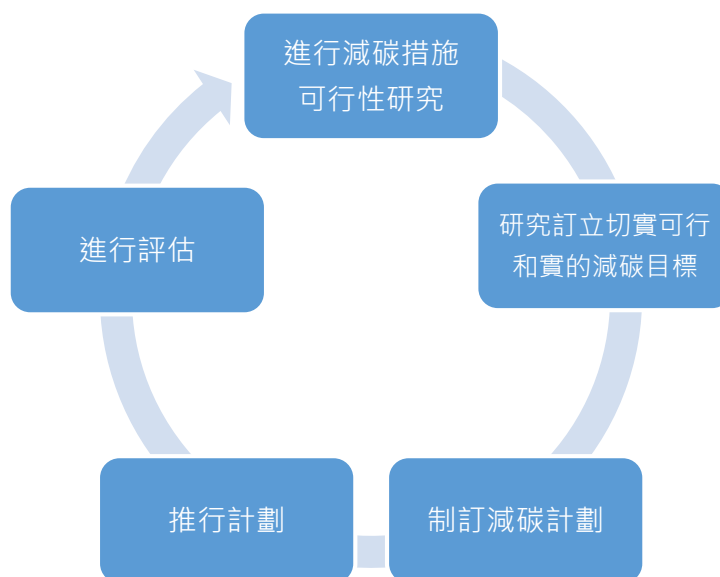 進行減碳措施
可行性研究
研究訂立切實可行
和實的減碳目標
制訂減碳計劃
推行計劃
進行評估